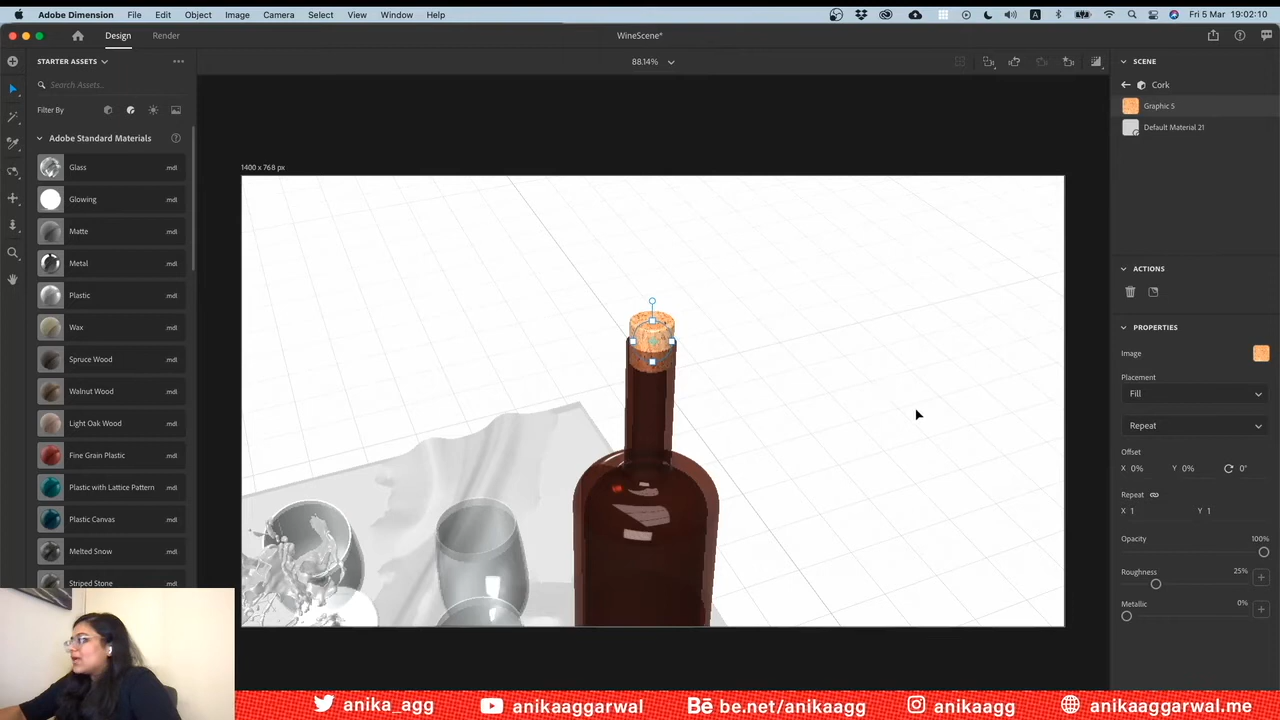 Adobe Dimension File Edit Object Image Camera Select View Window Help
A Fri 5 Mar 19:02:10
Design Render
WineScene*
STARTER ASSETS
88.14%
Search Assets..
Filter By
Adobe Standard Materials
Glass .mdl
Glowing .mdl
Matte .mdl
Metal .mdl
Plastic .mdl
Wax .mdl
Spruce Wood .mdl
Walnut Wood .mdl
Light Oak Wood .mdl
Fine Grain Plastic .mdl
Plastic with Lattice Pattern .mdl
Plastic Canvas .mdl
Melted Snow .mdl
Striped Stone .mdl
1400 x 768 px
SCENE
Cork
Graphic 5
Default Material 21
ACTIONS
PROPERTIES
Image
Placement
Fill
Repeat
Offset
X 0% Y 0% 0°
Repeat
X 1 Y 1
Opacity 100%
Roughness 25%
Metallic 0%
anika_agg anikaaggarwal Bē be.net/anikaagg anikaagg anikaaggarwal.me